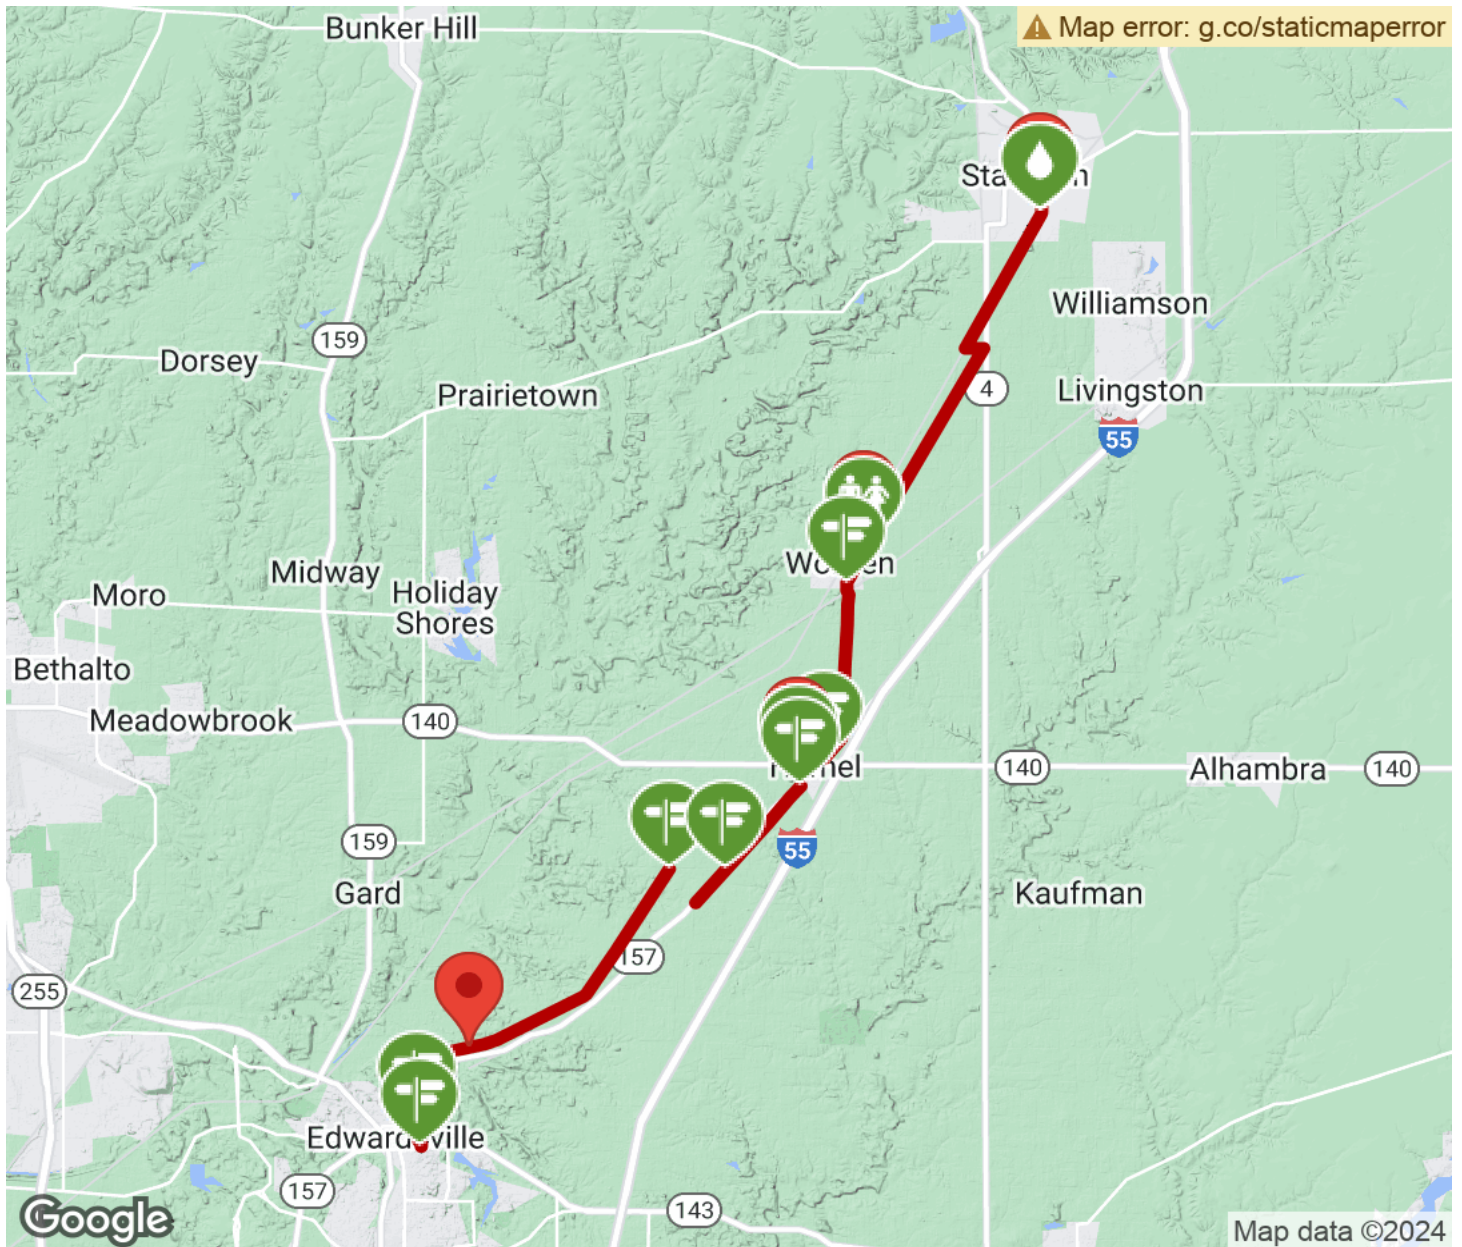 Bunker Hill
Map error: g.co/staticmaperror
Williamson
159
Dorsey
Prairietown
4
Livingston
55
Midway
Moro
Holiday
Shores
Bethalto
Meadowbrook
140
140
Alhambra
140
159
55
Gard
Kaufman
157
255
157
143
Google
Map data ©2024